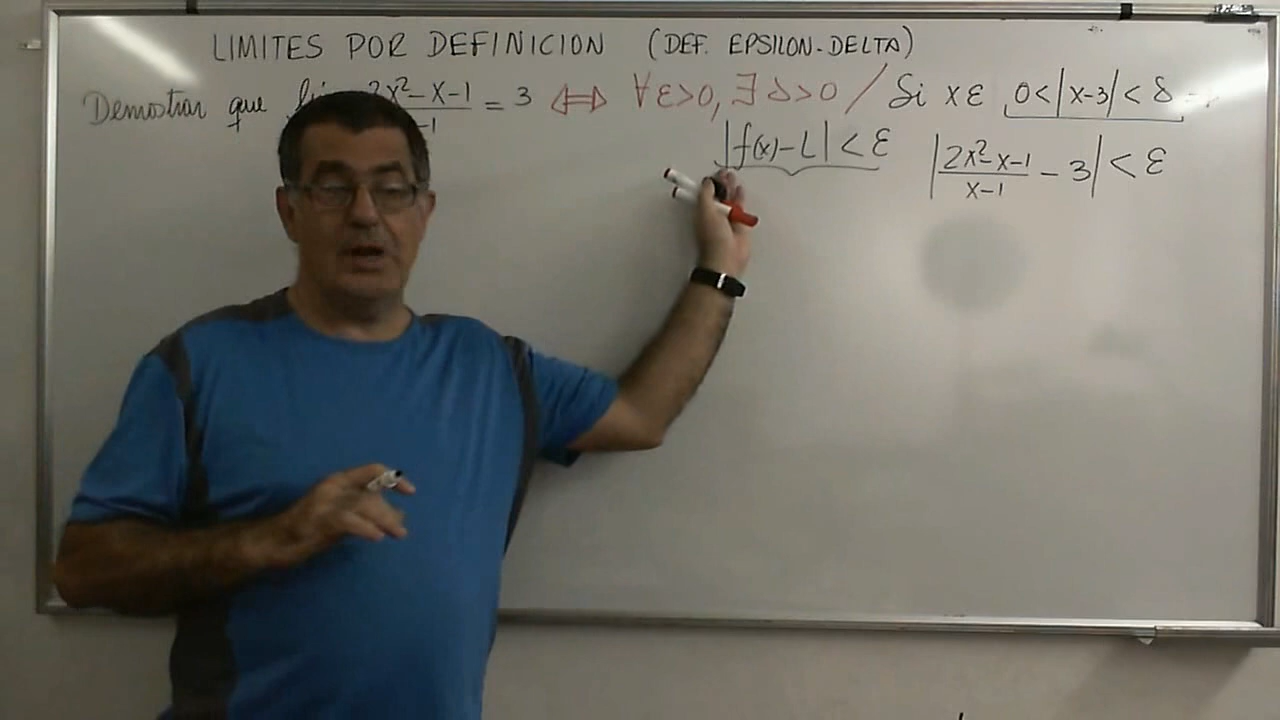 LIMITES POR DEFINICION (DEF. EPSILON-DELTA)
Demostrar que 2x²-x-1 / -1 = 3 ⟺ ∀ε>0, ∃δ>0 / Si x ε 0<|x-3|<δ
|f(x)-L|<ε |(2x²-x-1)/(x-1) - 3|<ε